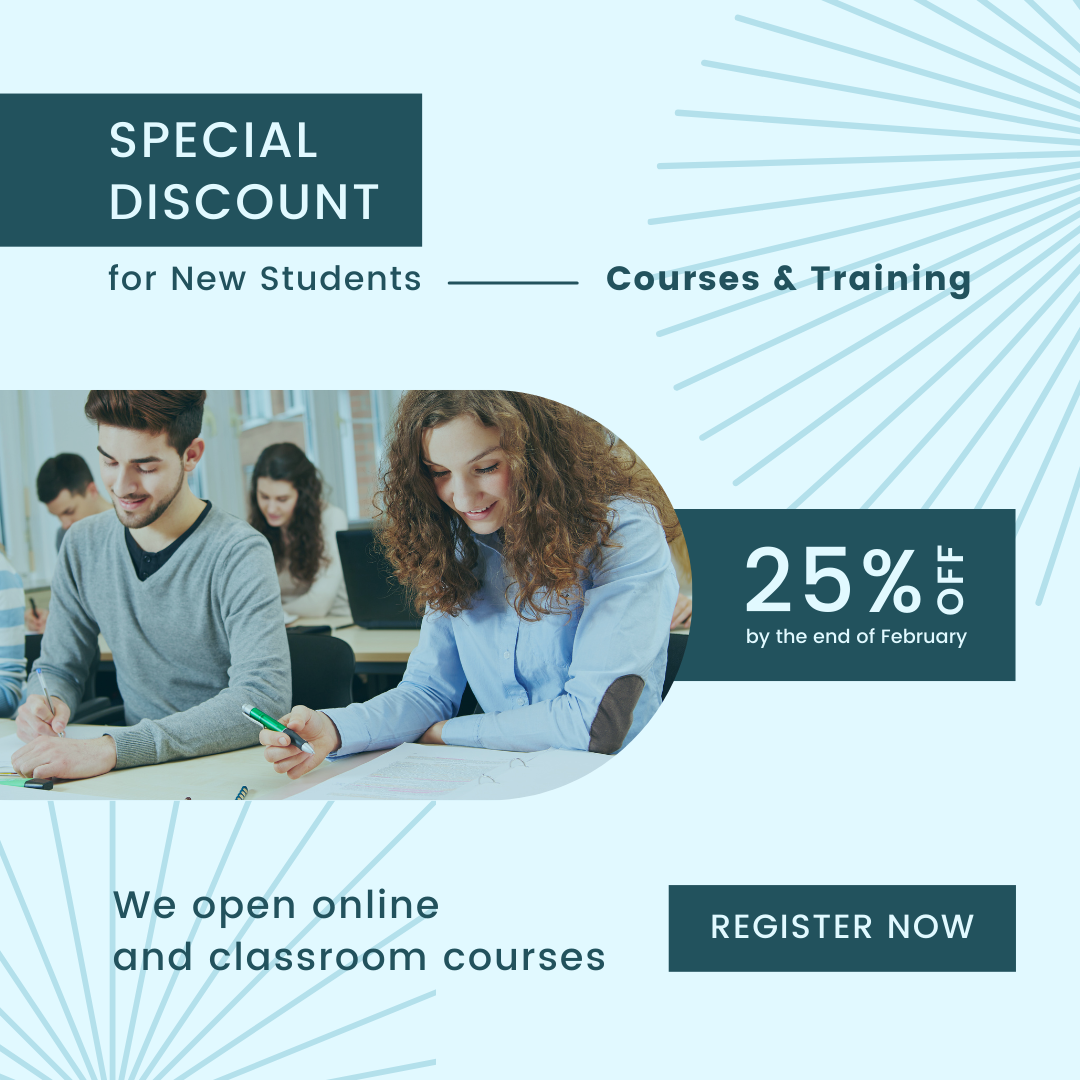 SPECIAL
DISCOUNT
for New Students
Courses & Training
25% OFF
by the end of February
We open online
and classroom courses
REGISTER NOW